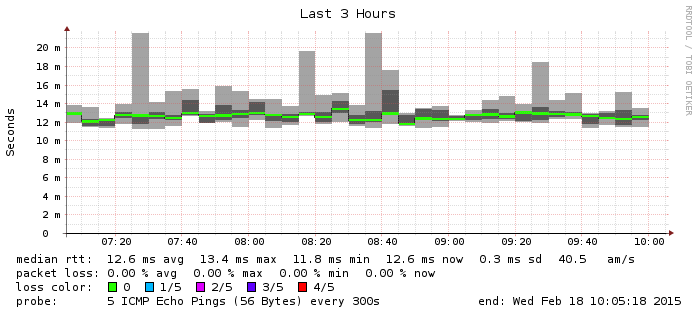 Last 3 Hours
RRDTOOL / TOBI OETIKER
Seconds
20 m
18 m
16 m
14 m
12 m
10 m
8 m
6 m
4 m
2 m
0
07:20 07:40 08:00 08:20 08:40 09:00 09:20 09:40 10:00
median rtt: 12.6 ms avg 13.4 ms max 11.8 ms min 12.6 ms now 0.3 ms sd 40.5 am/s
packet loss: 0.00 % avg 0.00 % max 0.00 % min 0.00 % now
loss color: 0 1/5 2/5 3/5 4/5
probe: 5 ICMP Echo Pings (56 Bytes) every 300s end: Wed Feb 18 10:05:18 2015